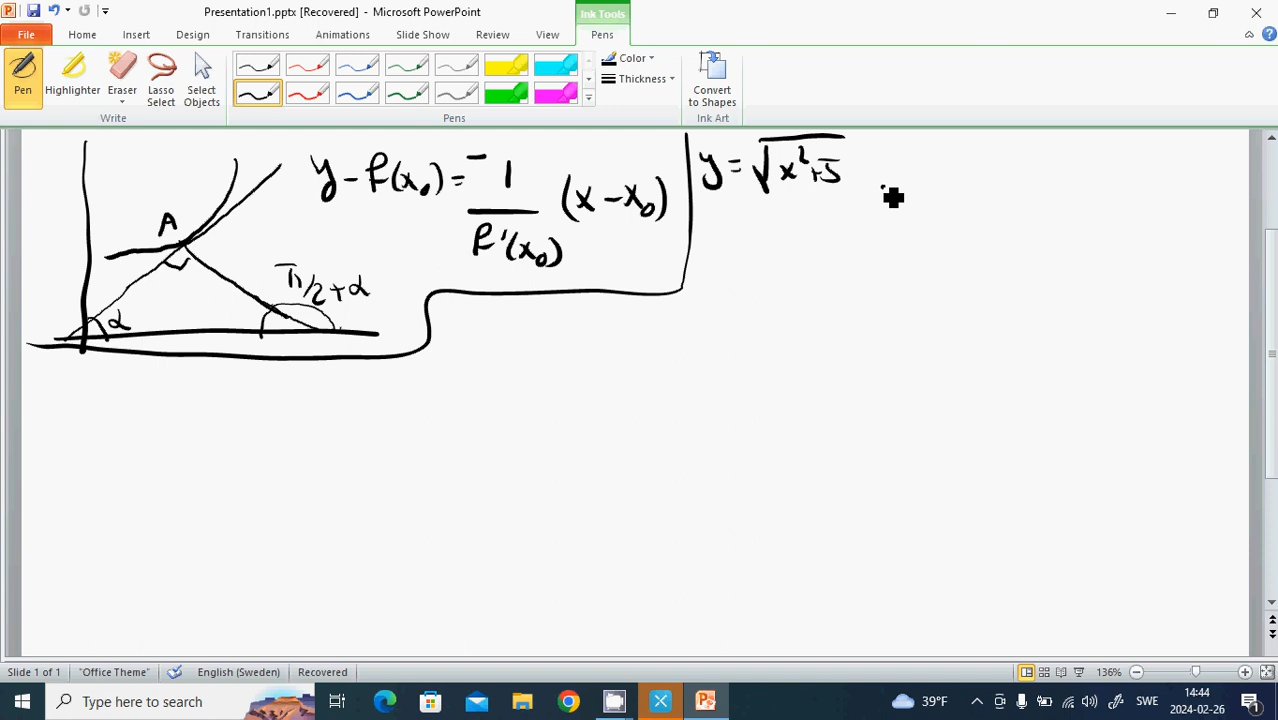 Presentation1.pptx [Recovered] - Microsoft PowerPoint
Ink Tools
File Home Insert Design Transitions Animations Slide Show Review View Pens
Pen Highlighter Eraser Lasso Select Select Objects
Color
Thickness
Convert to Shapes
Write Pens Ink Art
y - f(x₀) = - 1 / f'(x₀) (x - x₀)
y = √(x² + 5)
A
π/2 + α
α
Slide 1 of 1 "Office Theme" English (Sweden) Recovered 136%
Type here to search
39°F
SWE
14:44
2024-02-26
1